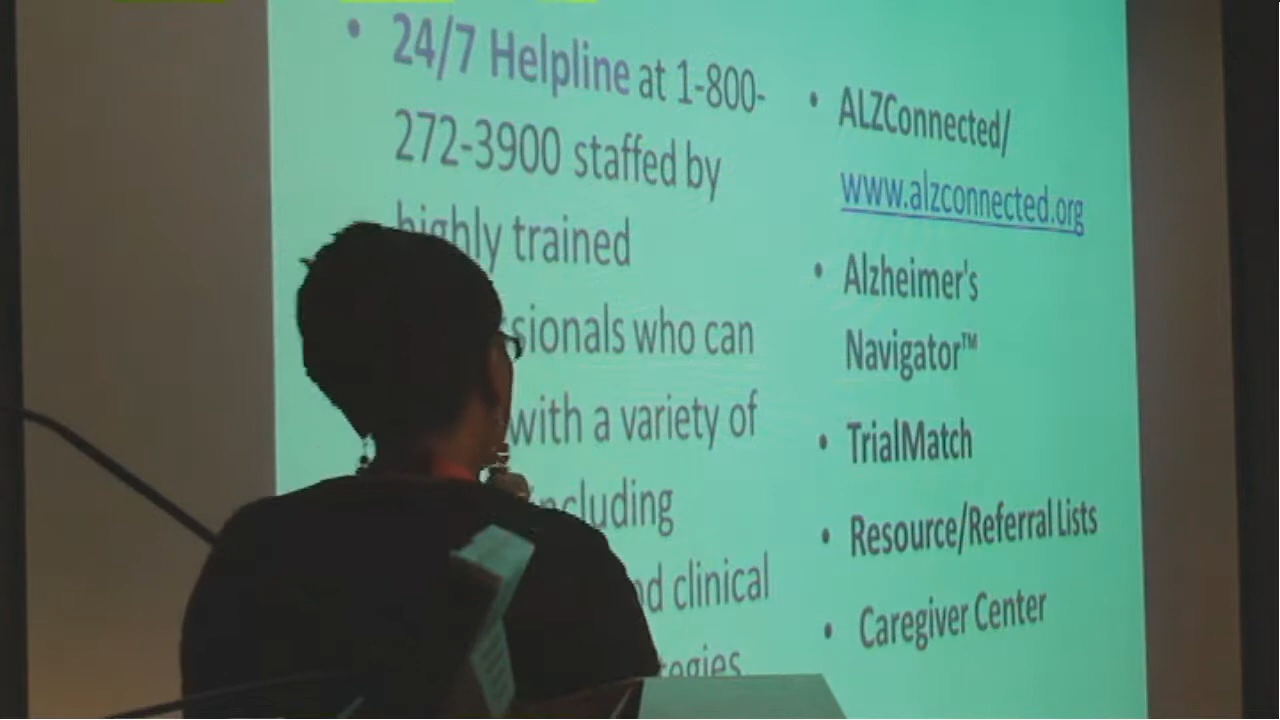 • 24/7 Helpline at 1-800-
272-3900 staffed by
highly trained
sionals who can
with a variety of
ncluding
d clinical
tegies
• ALZConnected/
www.alzconnected.org
• Alzheimer's
Navigator™
• TrialMatch
• Resource/Referral Lists
• Caregiver Center